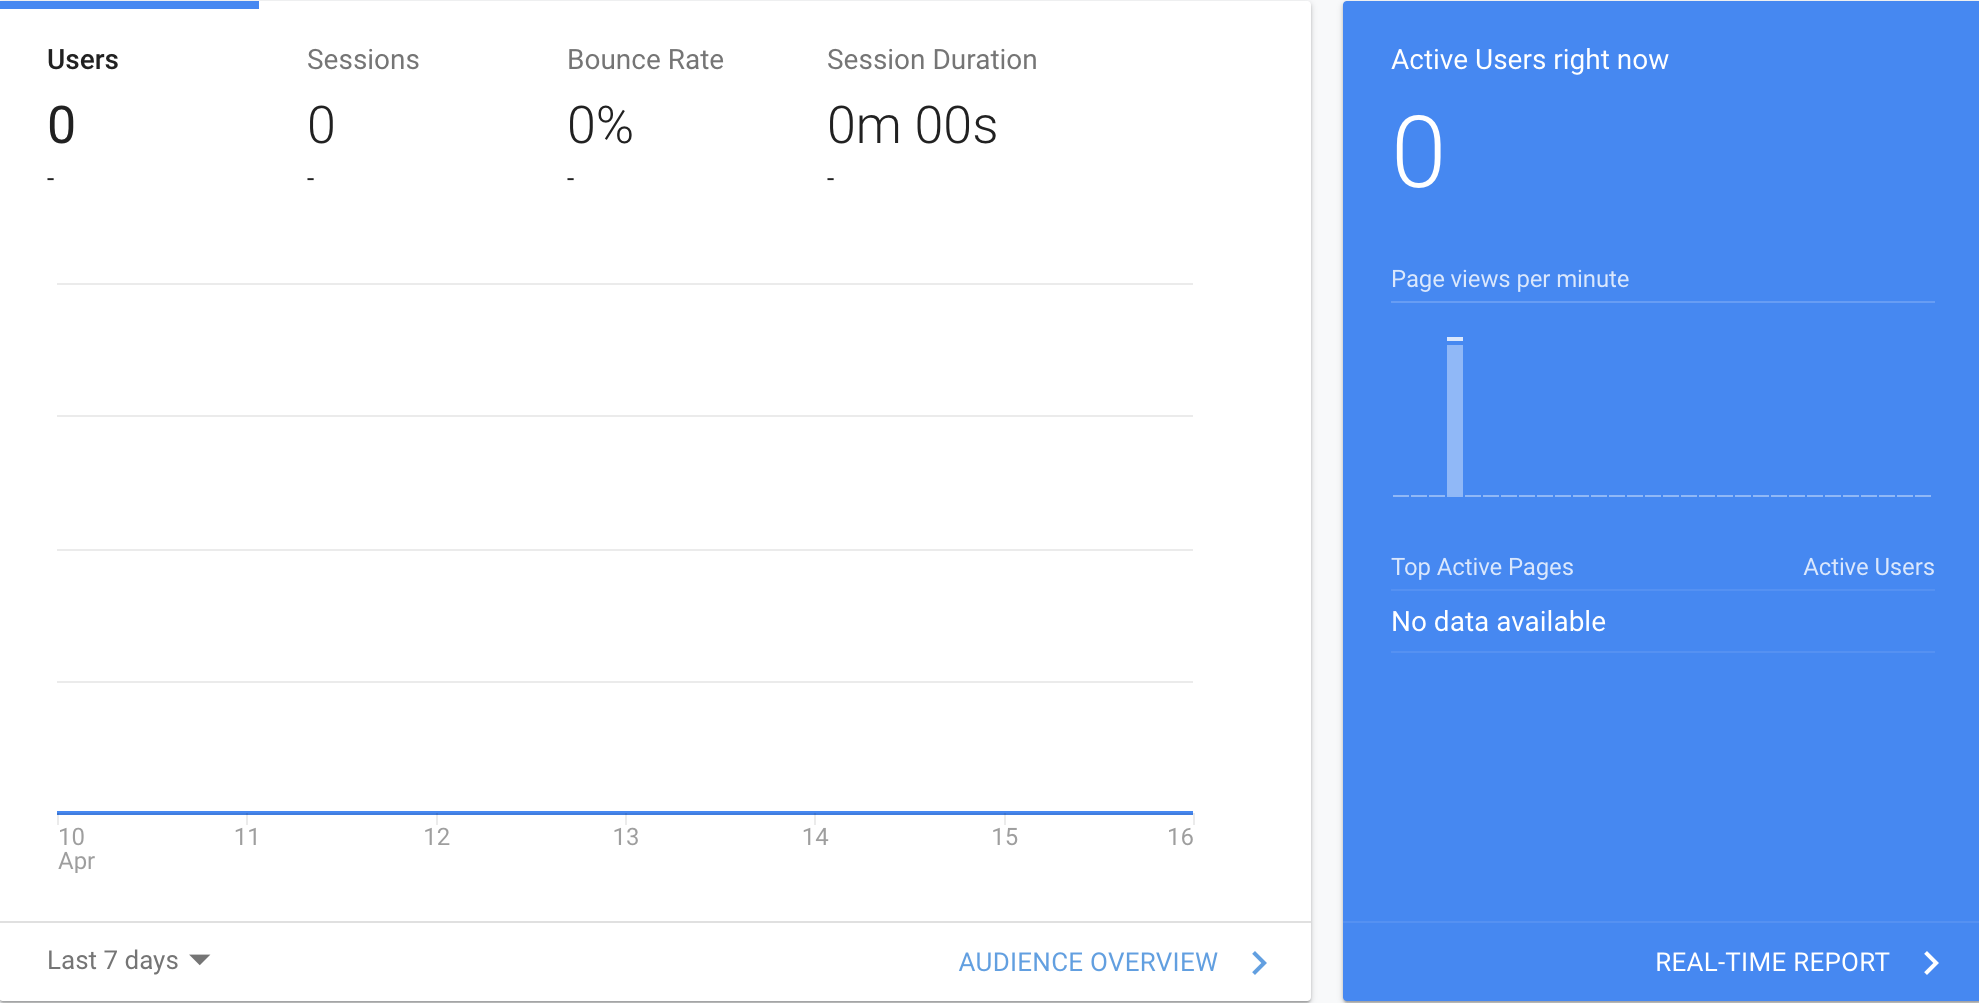 Users
0
-
Sessions
0
-
Bounce Rate
0%
-
Session Duration
0m 00s
-
10 11 12 13 14 15 16
Apr
Last 7 days
AUDIENCE OVERVIEW
Active Users right now
0
Page views per minute
Top Active Pages Active Users
No data available
REAL-TIME REPORT